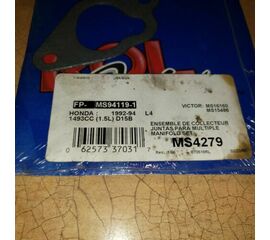 FP- MS94119-1
VICTOR: MS16160
MS15486
HONDA : 1992-94 L4
1493CC (1.5L) D15B
ENSEMBLE DE COLLECTEUR
JUNTAS PARA MULTIPLE
MANIFOLD SET
MS4279
0 62573 37031